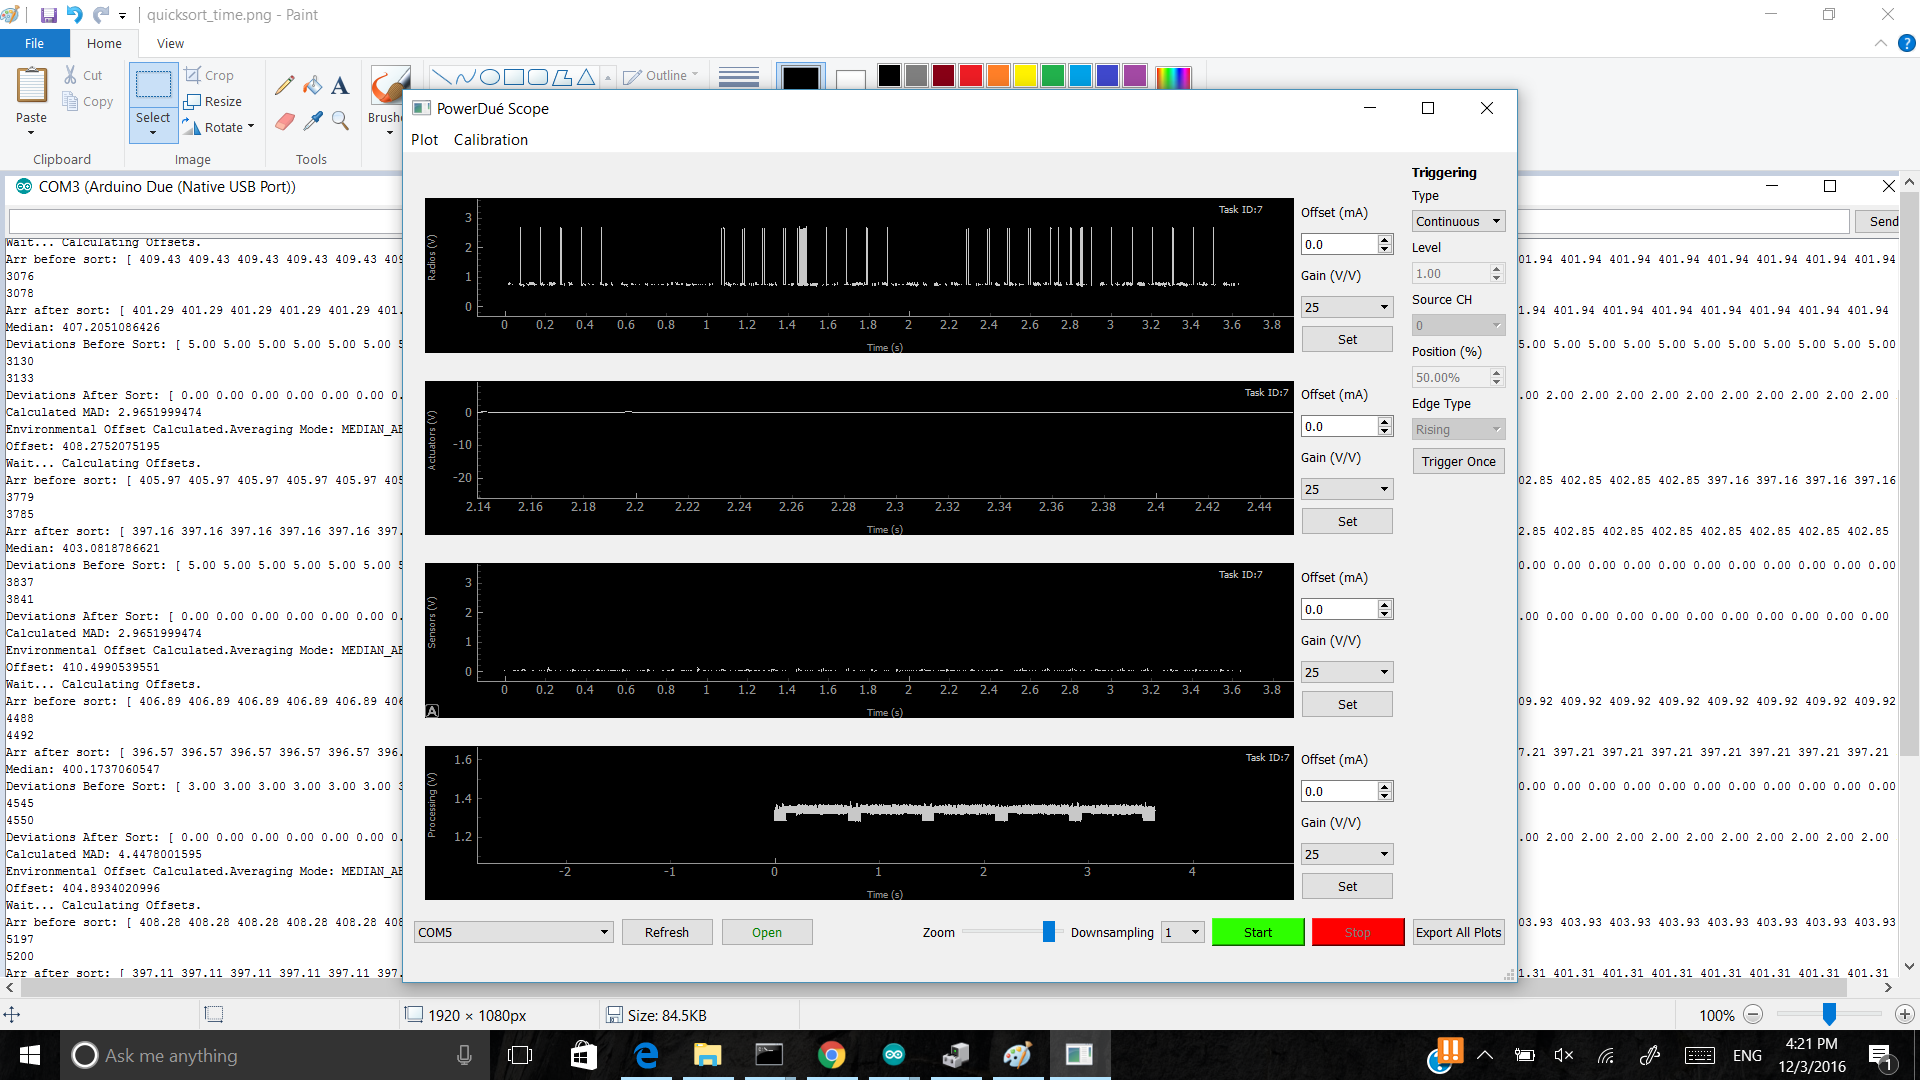 quicksort_time.png - Paint
File Home View
Paste
Cut
Copy
Clipboard
Select
Crop
Resize
Rotate
Image
Tools
Outline
COM3 (Arduino Due (Native USB Port))
Send
Wait... Calculating Offsets.
Arr before sort: [ 409.43 409.43 409.43 409.43 409.43
3076
3078
Arr after sort: [ 401.29 401.29 401.29 401.29 401.29
Median: 407.2051086426
Deviations Before Sort: [ 5.00 5.00 5.00 5.00 5.00
3130
3133
Deviations After Sort: [ 0.00 0.00 0.00 0.00 0.00 0.00
Calculated MAD: 2.9651999474
Environmental Offset Calculated.Averaging Mode:
Offset: 408.2752075195
Wait... Calculating Offsets.
Arr before sort: [ 405.97 405.97 405.97 405.97 405.97
3779
3785
Arr after sort: [ 397.16 397.16 397.16 397.16 397.16
Median: 403.0818786621
Deviations Before Sort: [ 5.00 5.00 5.00 5.00 5.00
3837
3841
Deviations After Sort: [ 0.00 0.00 0.00 0.00 0.00 0.00
Calculated MAD: 2.9651999474
Environmental Offset Calculated.Averaging Mode:
Offset: 410.4990539551
Wait... Calculating Offsets.
Arr before sort: [ 406.89 406.89 406.89 406.89 406.89
4488
4492
Arr after sort: [ 396.57 396.57 396.57 396.57 396.57
Median: 400.1737060547
Deviations Before Sort: [ 3.00 3.00 3.00 3.00 3.00
4545
4550
Deviations After Sort: [ 0.00 0.00 0.00 0.00 0.00 0.00
Calculated MAD: 4.4478001595
Environmental Offset Calculated.Averaging Mode:
Offset: 404.8934020996
Wait... Calculating Offsets.
Arr before sort: [ 408.28 408.28 408.28 408.28 408.28
5197
5200
Arr after sort: [ 397.11 397.11 397.11 397.11 397.11
PowerDué Scope
Plot Calibration
Radios (V)
3
2
1
0
Task ID:7
0 0.2 0.4 0.6 0.8 1 1.2 1.4 1.6 1.8 2 2.2 2.4 2.6 2.8 3 3.2 3.4 3.6 3.8
Time (s)
Offset (mA)
0.0
Gain (V/V)
25
Set
Actuators (V)
0
-10
-20
Task ID:7
2.14 2.16 2.18 2.2 2.22 2.24 2.26 2.28 2.3 2.32 2.34 2.36 2.38 2.4 2.42 2.44
Time (s)
Offset (mA)
0.0
Gain (V/V)
25
Set
Sensors (V)
3
2
1
0
Task ID:7
A
0 0.2 0.4 0.6 0.8 1 1.2 1.4 1.6 1.8 2 2.2 2.4 2.6 2.8 3 3.2 3.4 3.6 3.8
Time (s)
Offset (mA)
0.0
Gain (V/V)
25
Set
Processing (V)
1.6
1.4
1.2
Task ID:7
-2 -1 0 1 2 3 4
Time (s)
Offset (mA)
0.0
Gain (V/V)
25
Set
Triggering
Type
Continuous
Level
1.00
Source CH
0
Position (%)
50.00%
Edge Type
Rising
Trigger Once
COM5 Refresh Open Zoom Downsampling 1 Start Stop Export All Plots
01.94 401.94 401.94 401.94 401.94 401.94 401.94 401.94 401.94
1.94 401.94 401.94 401.94 401.94 401.94 401.94 401.94 401.94
5.00 5.00 5.00 5.00 5.00 5.00 5.00 5.00 5.00 5.00 5.00
.00 2.00 2.00 2.00 2.00 2.00 2.00 2.00 2.00 2.00 2.00
02.85 402.85 402.85 402.85 402.85 402.85 397.16 397.16 397.16
02.85 402.85 402.85 402.85 402.85 402.85 402.85 402.85 402.85
0.00 0.00 0.00 0.00 0.00 0.00 0.00 0.00 0.00 0.00 0.00
.00 0.00 0.00 0.00 0.00 0.00 0.00 0.00 0.00 0.00 0.00
09.92 409.92 409.92 409.92 409.92 409.92 409.92 409.92 409.92
7.21 397.21 397.21 397.21 397.21 397.21 397.21 397.21 397.21
0.00 0.00 0.00 0.00 0.00 0.00 0.00 0.00 0.00 0.00 0.00
.00 2.00 2.00 2.00 2.00 2.00 2.00 2.00 2.00 2.00 2.00
03.93 403.93 403.93 403.93 403.93 403.93 403.93 403.93 403.93
01.31 401.31 401.31 401.31 401.31 401.31 401.31 401.31 401.31
1920 × 1080px Size: 84.5KB 100%
Ask me anything
ENG
4:21 PM
12/3/2016
1